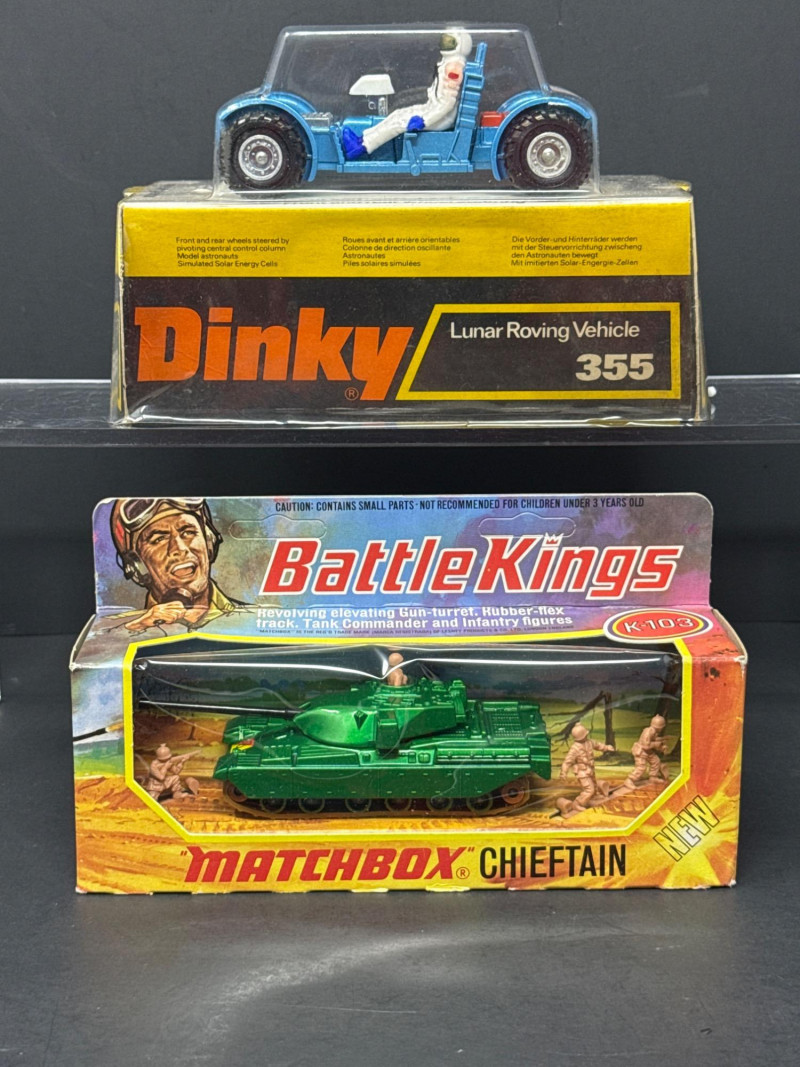 Front and rear wheels steered by
pivoting central control column
Model astronauts
Simulated Solar Energy Cells
Roues avant et arrière orientables
Colonne de direction oscillante
Astronautes
Piles solaires simulées
Die Vorder-und Hinterräder werden
mit der Steuervorrichtung zwischeng
den Astronauten bewegt
Mit imitierten Solar-Engergie-Zellen
Dinky®
Lunar Roving Vehicle
355
CAUTION: CONTAINS SMALL PARTS · NOT RECOMMENDED FOR CHILDREN UNDER 3 YEARS OLD
BattleKings
Revolving elevating Gun-turret. Rubber-flex
track. Tank Commander and Infantry figures
K-103
NEW
"MATCHBOX"® CHIEFTAIN